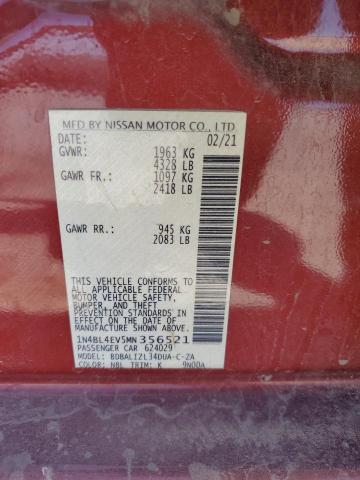 MFD BY NISSAN MOTOR CO., LTD
DATE: 02/21
GVWR: 1963 KG
4328 LB
GAWR FR.: 1097 KG
2418 LB
GAWR RR.: 945 KG
2083 LB
THIS VEHICLE CONFORMS TO
ALL APPLICABLE FEDERAL
MOTOR VEHICLE SAFETY,
BUMPER, AND THEFT
PREVENTION STANDARDS
IN EFFECT ON THE DATE OF
MANUFACTURE SHOWN ABOVE.
1N4BL4EV5MN 356521
PASSENGER CAR 624029
MODEL: BDBALIZL34DUA-C-ZA
COLOR: NBL TRIM: K 9N00A